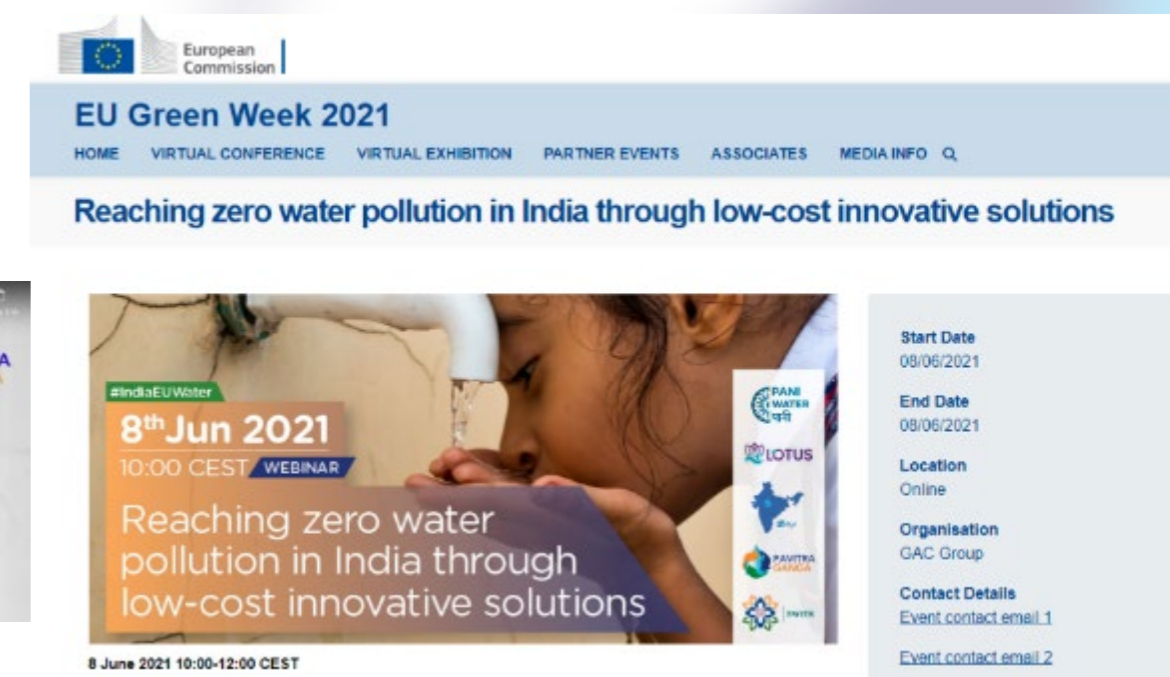 European
Commission
EU Green Week 2021
HOME VIRTUAL CONFERENCE VIRTUAL EXHIBITION PARTNER EVENTS ASSOCIATES MEDIA INFO
Reaching zero water pollution in India through low-cost innovative solutions
A
#IndiaEUWater
8th Jun 2021
10:00 CEST WEBINAR
Reaching zero water
pollution in India through
low-cost innovative solutions
PANI
WATER
पानी
LOTUS
PAVITRA
GANGA
8 June 2021 10:00-12:00 CEST
Start Date
08/06/2021
End Date
08/06/2021
Location
Online
Organisation
GAC Group
Contact Details
Event contact email 1
Event contact email 2